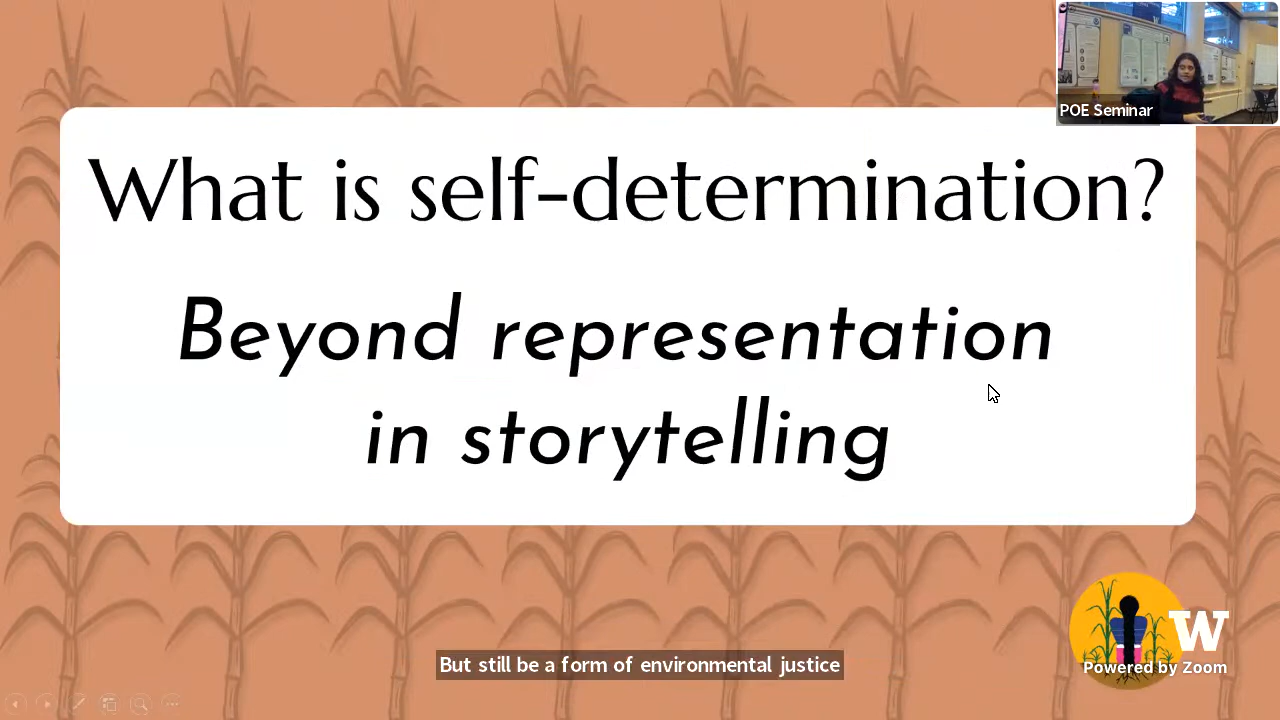 POE Seminar
What is self-determination?
Beyond representation
in storytelling
W
Powered by Zoom
But still be a form of environmental justice